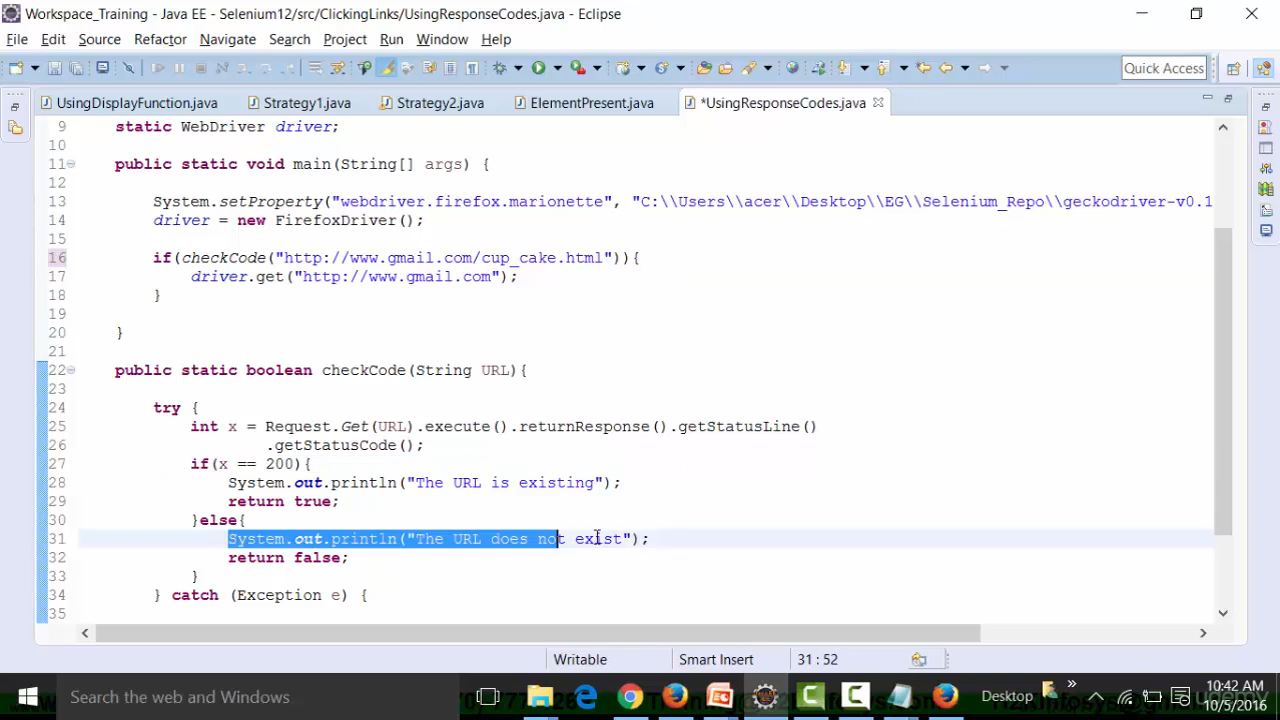 Workspace_Training - Java EE - Selenium12/src/ClickingLinks/UsingResponseCodes.java - Eclipse
File Edit Source Refactor Navigate Search Project Run Window Help
Quick Access
UsingDisplayFunction.java Strategy1.java Strategy2.java ElementPresent.java *UsingResponseCodes.java
9 static WebDriver driver;
10
11 public static void main(String[] args) {
12
13 System.setProperty("webdriver.firefox.marionette", "C:\\Users\\acer\\Desktop\\EG\\Selenium_Repo\\geckodriver-v0.1
14 driver = new FirefoxDriver();
15
16 if(checkCode("http://www.gmail.com/cup_cake.html")){
17 driver.get("http://www.gmail.com");
18 }
19
20 }
21
22 public static boolean checkCode(String URL){
23
24 try {
25 int x = Request.Get(URL).execute().returnResponse().getStatusLine()
26 .getStatusCode();
27 if(x == 200){
28 System.out.println("The URL is existing");
29 return true;
30 }else{
31 System.out.println("The URL does not exist");
32 return false;
33 }
34 } catch (Exception e) {
35
Writable Smart Insert 31 : 52
Search the web and Windows
Desktop
10:42 AM
10/5/2016